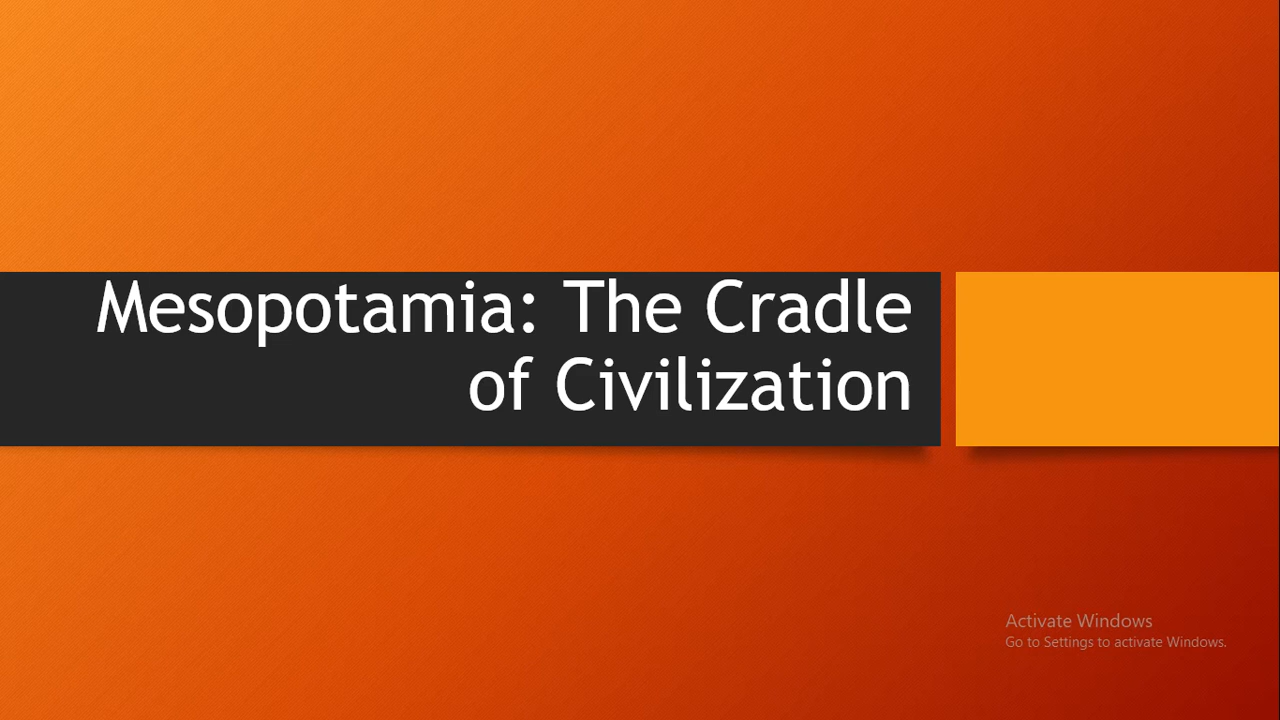 Mesopotamia: The Cradle
of Civilization
Activate Windows
Go to Settings to activate Windows.